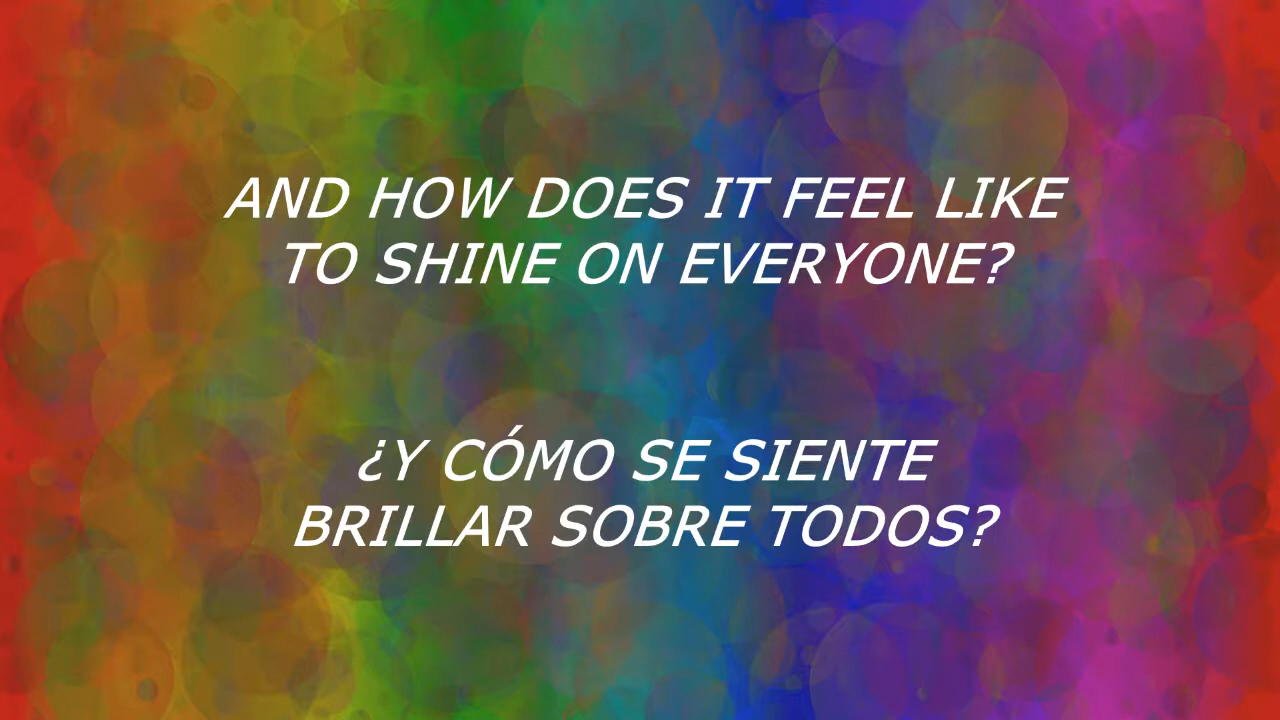 AND HOW DOES IT FEEL LIKE
TO SHINE ON EVERYONE?
¿Y CÓMO SE SIENTE
BRILLAR SOBRE TODOS?